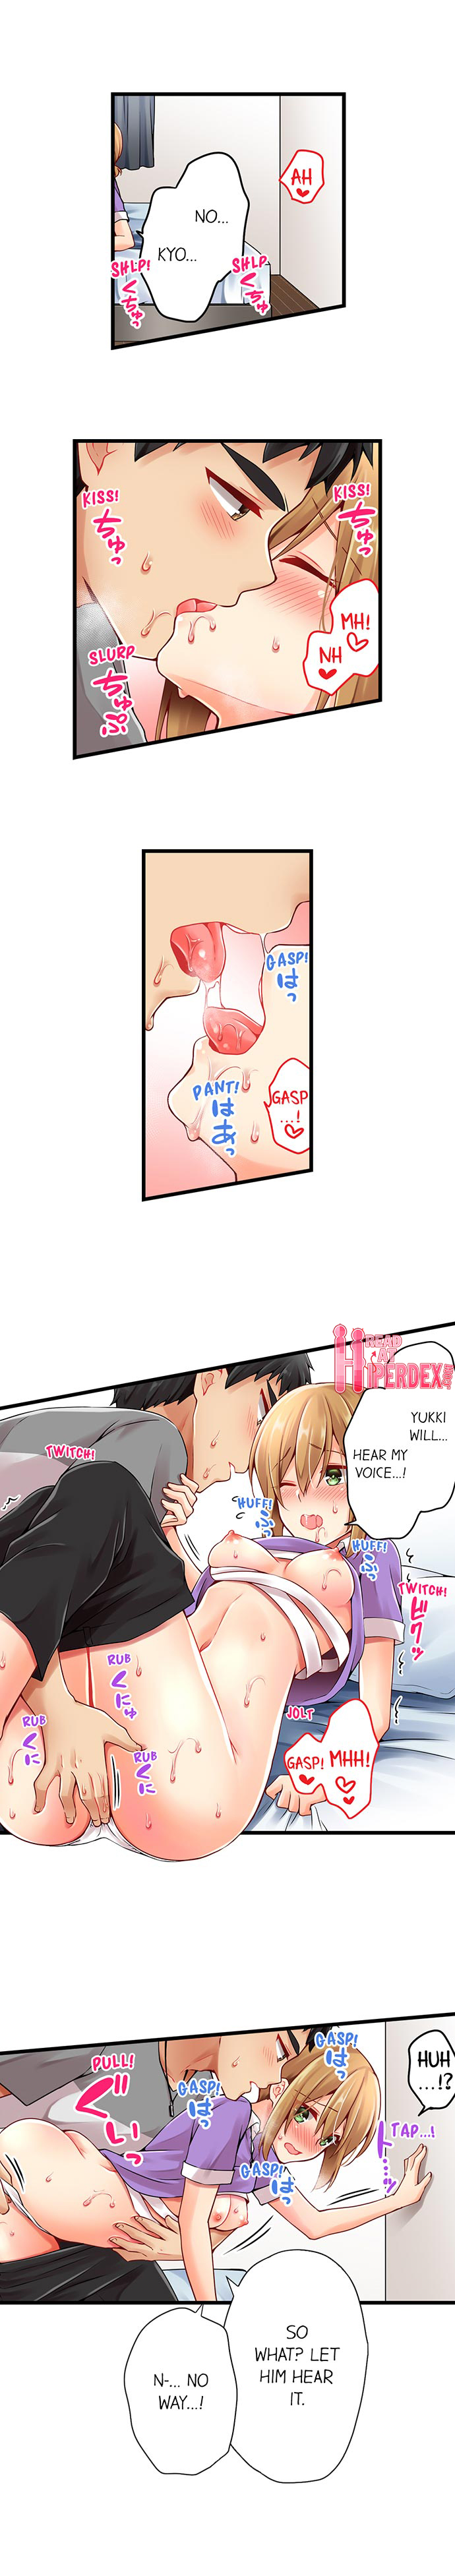 AH
NO...
KYO...
SHLP!
くちゅ
SHLP
くちゅ
KISS!
ちゅっ
KISS!
ちゅっ
MH!
NH
SLURP
ちゅぷ
GASP!
はっ
PANT!
はあっ
GASP
...!
READ
AT
HIPERDEX
YUKKI
WILL...
HEAR MY
VOICE...!
TWITCH!
HUFF!
ふっ
HUFF!
ふっ
TWITCH!
ビクッ
RUB
くにゅ
RUB
くに
RUB
くに
JOLT
GASP!
MHH!
HUH
...!?
GASP!
はっ
PULL!
ぐいっ
GASP!
はっ
TAP...!
ト...ッ
GASP!
はっ
SO
WHAT? LET
HIM HEAR
IT.
N-... NO
WAY...!